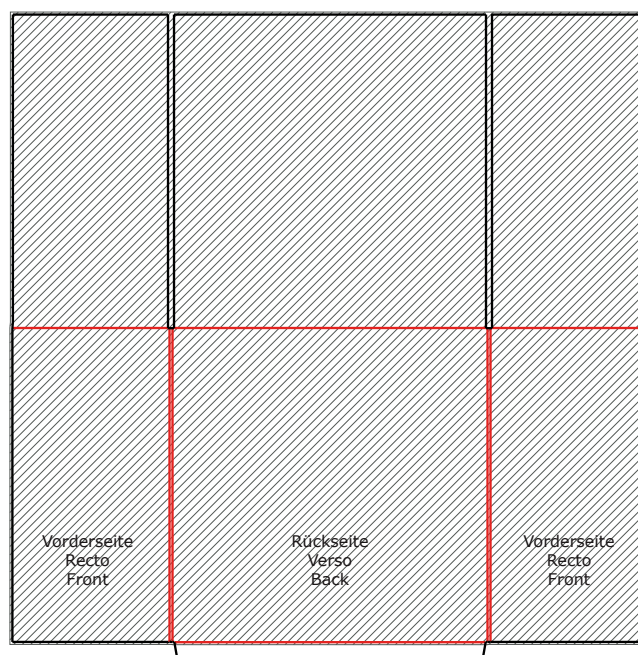 Vorderseite
Recto
Front
Rückseite
Verso
Back
Vorderseite
Recto
Front